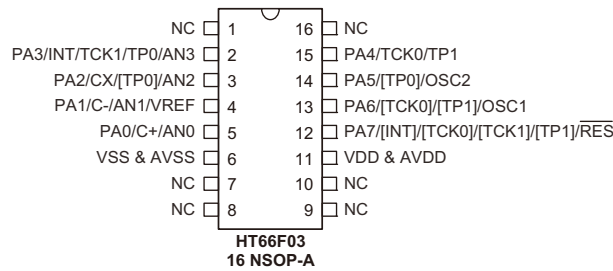 NC 1 16 NC
PA3/INT/TCK1/TP0/AN3 2 15 PA4/TCK0/TP1
PA2/CX/[TP0]/AN2 3 14 PA5/[TP0]/OSC2
PA1/C-/AN1/VREF 4 13 PA6/[TCK0]/[TP1]/OSC1
PA0/C+/AN0 5 12 PA7/[INT]/[TCK0]/[TCK1]/[TP1]/RES
VSS & AVSS 6 11 VDD & AVDD
NC 7 10 NC
NC 8 9 NC
HT66F03
16 NSOP-A